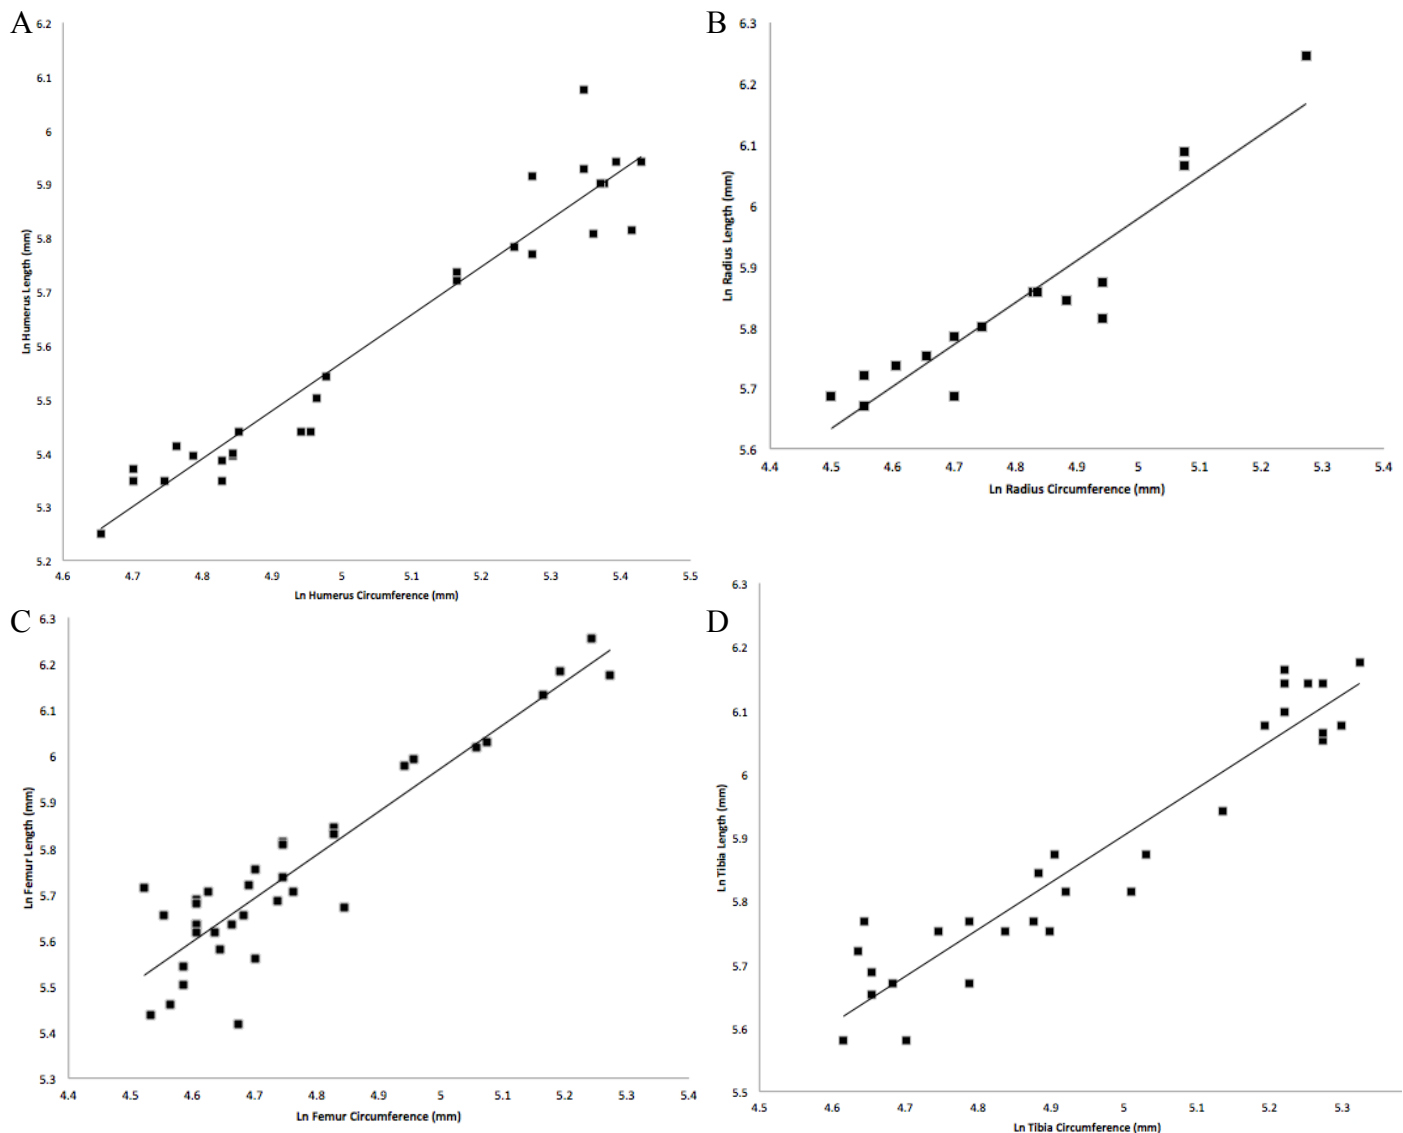 A
6.2
6.1
6
5.9
5.8
5.7
5.6
5.5
5.4
5.3
5.2
Ln Humerus Length (mm)
4.6 4.7 4.8 4.9 5 5.1 5.2 5.3 5.4 5.5
Ln Humerus Circumference (mm)
B
6.3
6.2
6.1
6
5.9
5.8
5.7
5.6
Ln Radius Length (mm)
4.4 4.5 4.6 4.7 4.8 4.9 5 5.1 5.2 5.3 5.4
Ln Radius Circumference (mm)
C
6.3
6.2
6.1
6
5.9
5.8
5.7
5.6
5.5
5.4
5.3
Ln Femur Length (mm)
4.4 4.5 4.6 4.7 4.8 4.9 5 5.1 5.2 5.3 5.4
Ln Femur Circumference (mm)
D
6.3
6.2
6.1
6
5.9
5.8
5.7
5.6
5.5
Ln Tibia Length (mm)
4.5 4.6 4.7 4.8 4.9 5 5.1 5.2 5.3
Ln Tibia Circumference (mm)